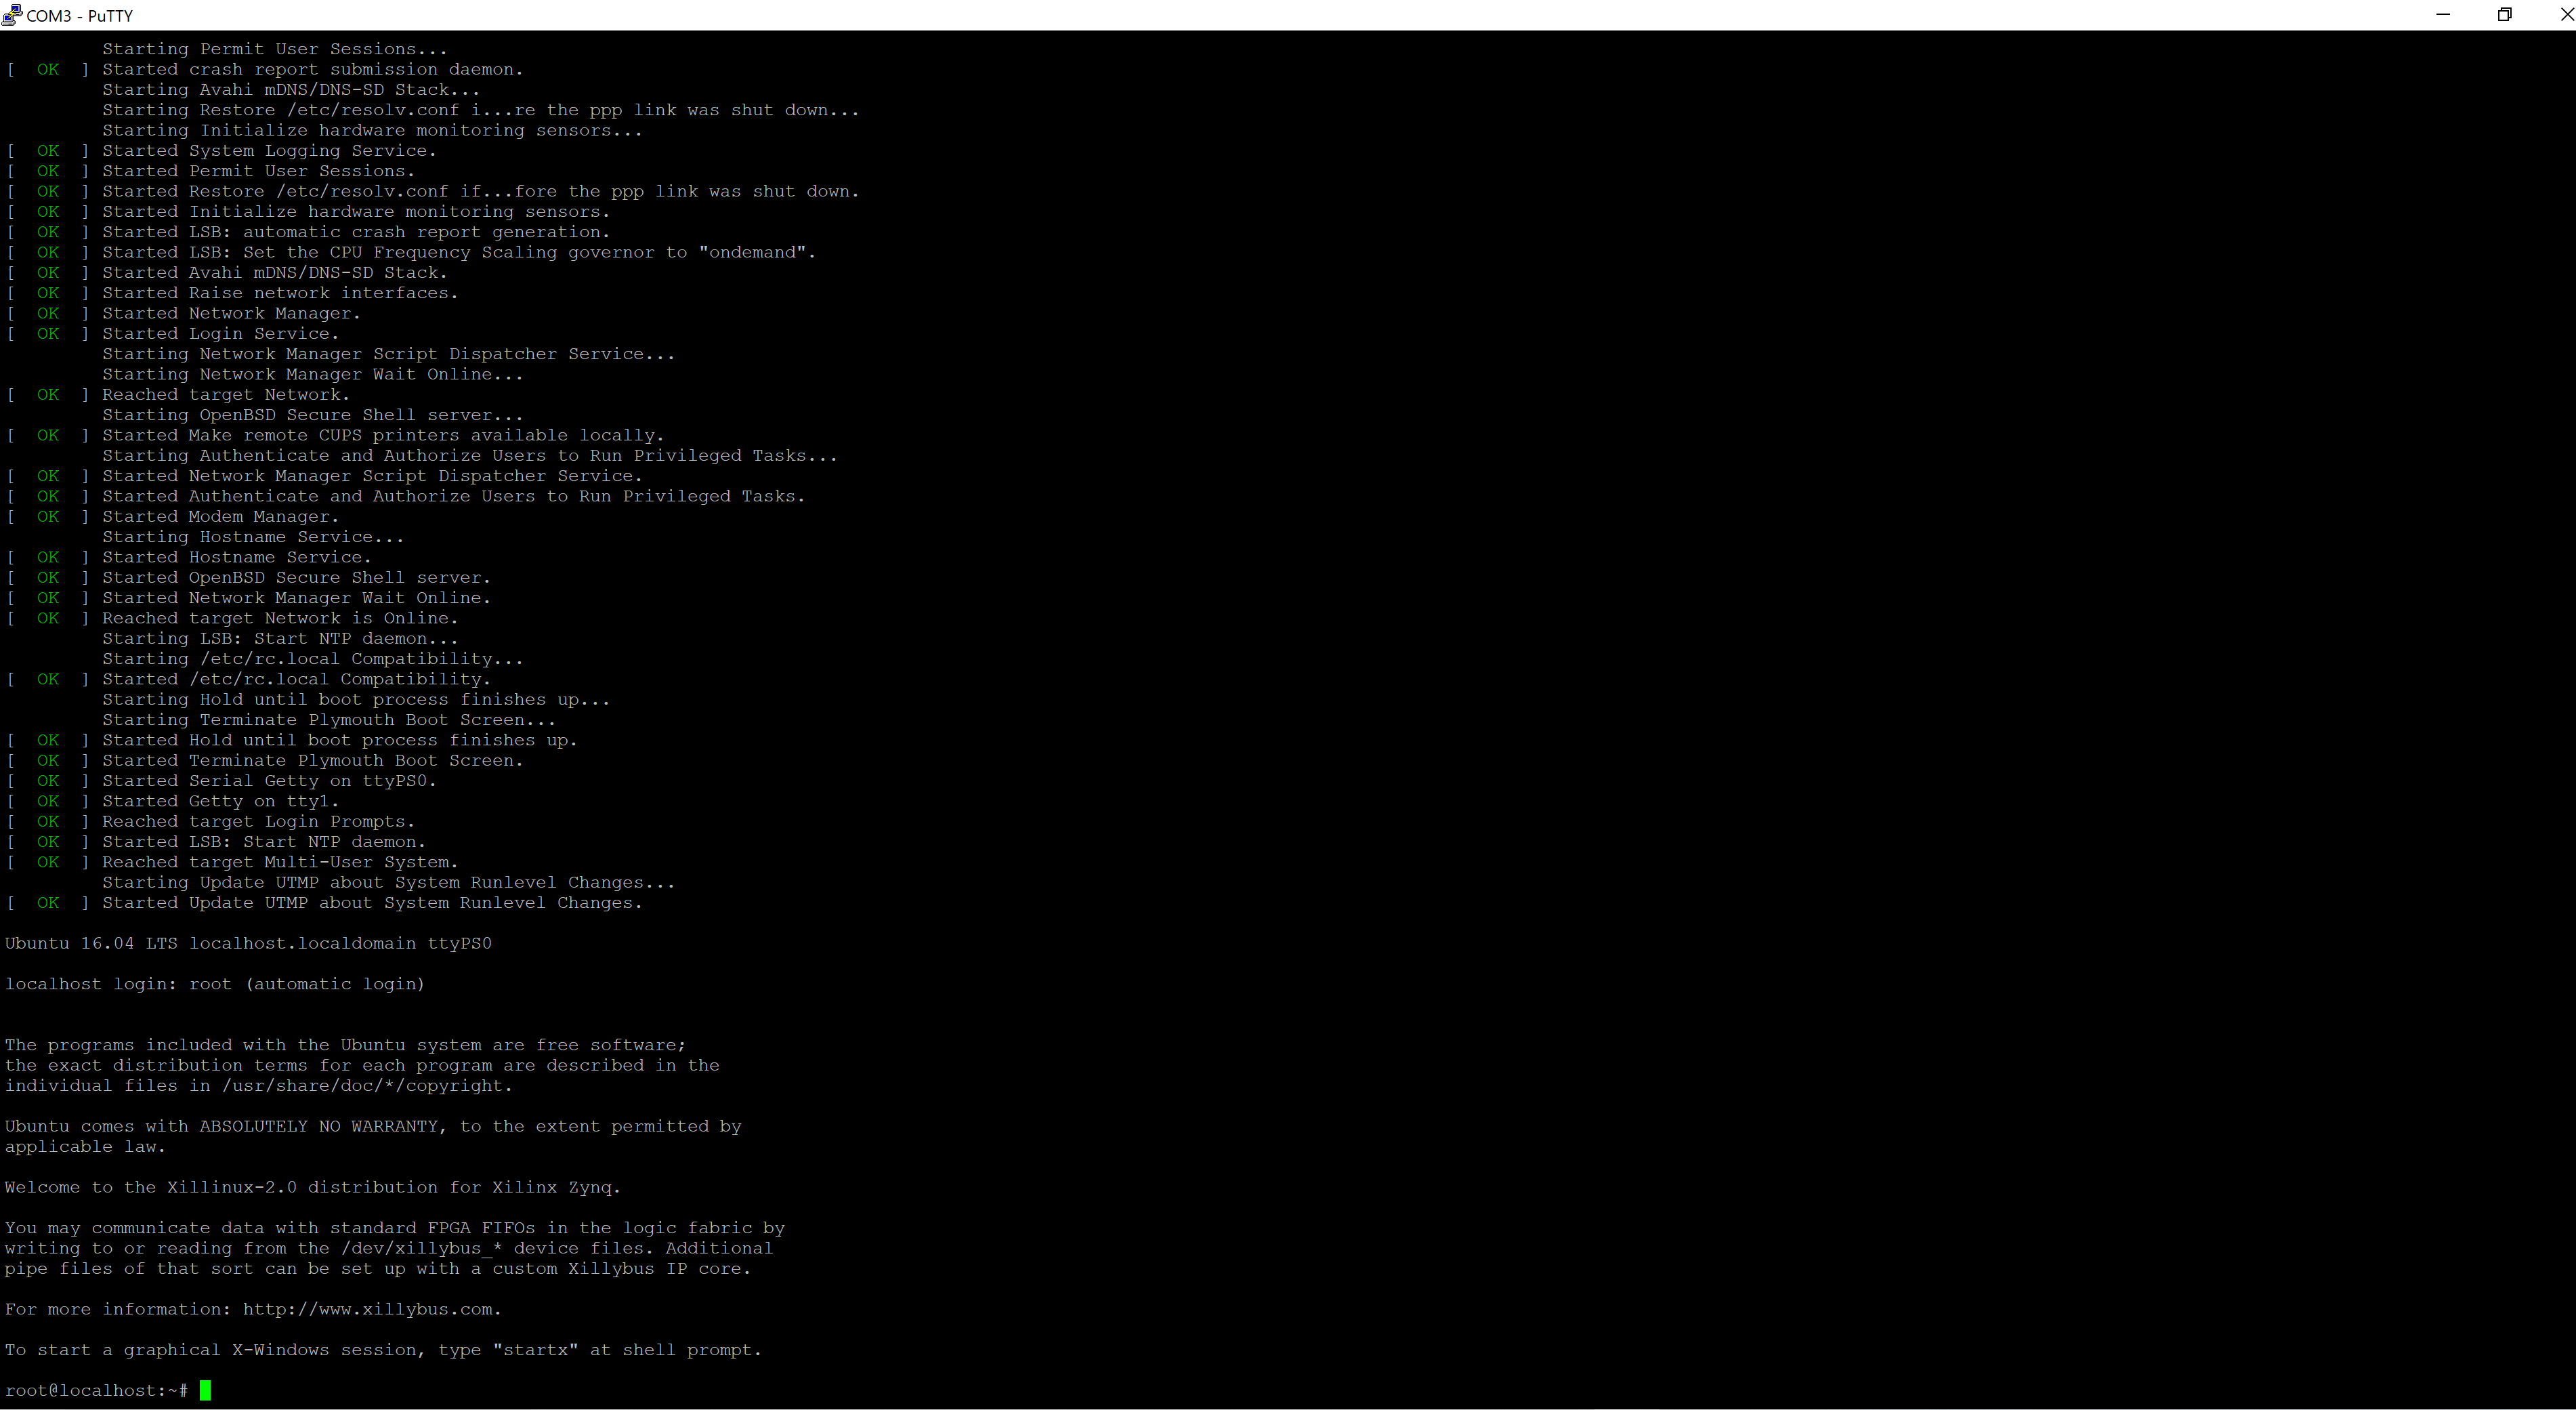 COM3 - PuTTY
Starting Permit User Sessions...
[  OK  ] Started crash report submission daemon.
Starting Avahi mDNS/DNS-SD Stack...
Starting Restore /etc/resolv.conf i...re the ppp link was shut down...
Starting Initialize hardware monitoring sensors...
[  OK  ] Started System Logging Service.
[  OK  ] Started Permit User Sessions.
[  OK  ] Started Restore /etc/resolv.conf if...fore the ppp link was shut down.
[  OK  ] Started Initialize hardware monitoring sensors.
[  OK  ] Started LSB: automatic crash report generation.
[  OK  ] Started LSB: Set the CPU Frequency Scaling governor to "ondemand".
[  OK  ] Started Avahi mDNS/DNS-SD Stack.
[  OK  ] Started Raise network interfaces.
[  OK  ] Started Network Manager.
[  OK  ] Started Login Service.
Starting Network Manager Script Dispatcher Service...
Starting Network Manager Wait Online...
[  OK  ] Reached target Network.
Starting OpenBSD Secure Shell server...
[  OK  ] Started Make remote CUPS printers available locally.
Starting Authenticate and Authorize Users to Run Privileged Tasks...
[  OK  ] Started Network Manager Script Dispatcher Service.
[  OK  ] Started Authenticate and Authorize Users to Run Privileged Tasks.
[  OK  ] Started Modem Manager.
Starting Hostname Service...
[  OK  ] Started Hostname Service.
[  OK  ] Started OpenBSD Secure Shell server.
[  OK  ] Started Network Manager Wait Online.
[  OK  ] Reached target Network is Online.
Starting LSB: Start NTP daemon...
Starting /etc/rc.local Compatibility...
[  OK  ] Started /etc/rc.local Compatibility.
Starting Hold until boot process finishes up...
Starting Terminate Plymouth Boot Screen...
[  OK  ] Started Hold until boot process finishes up.
[  OK  ] Started Terminate Plymouth Boot Screen.
[  OK  ] Started Serial Getty on ttyPS0.
[  OK  ] Started Getty on tty1.
[  OK  ] Reached target Login Prompts.
[  OK  ] Started LSB: Start NTP daemon.
[  OK  ] Reached target Multi-User System.
Starting Update UTMP about System Runlevel Changes...
[  OK  ] Started Update UTMP about System Runlevel Changes.
Ubuntu 16.04 LTS localhost.localdomain ttyPS0
localhost login: root (automatic login)
The programs included with the Ubuntu system are free software;
the exact distribution terms for each program are described in the
individual files in /usr/share/doc/*/copyright.
Ubuntu comes with ABSOLUTELY NO WARRANTY, to the extent permitted by
applicable law.
Welcome to the Xillinux-2.0 distribution for Xilinx Zynq.
You may communicate data with standard FPGA FIFOs in the logic fabric by
writing to or reading from the /dev/xillybus_* device files. Additional
pipe files of that sort can be set up with a custom Xillybus IP core.
For more information: http://www.xillybus.com.
To start a graphical X-Windows session, type "startx" at shell prompt.
root@localhost:~#